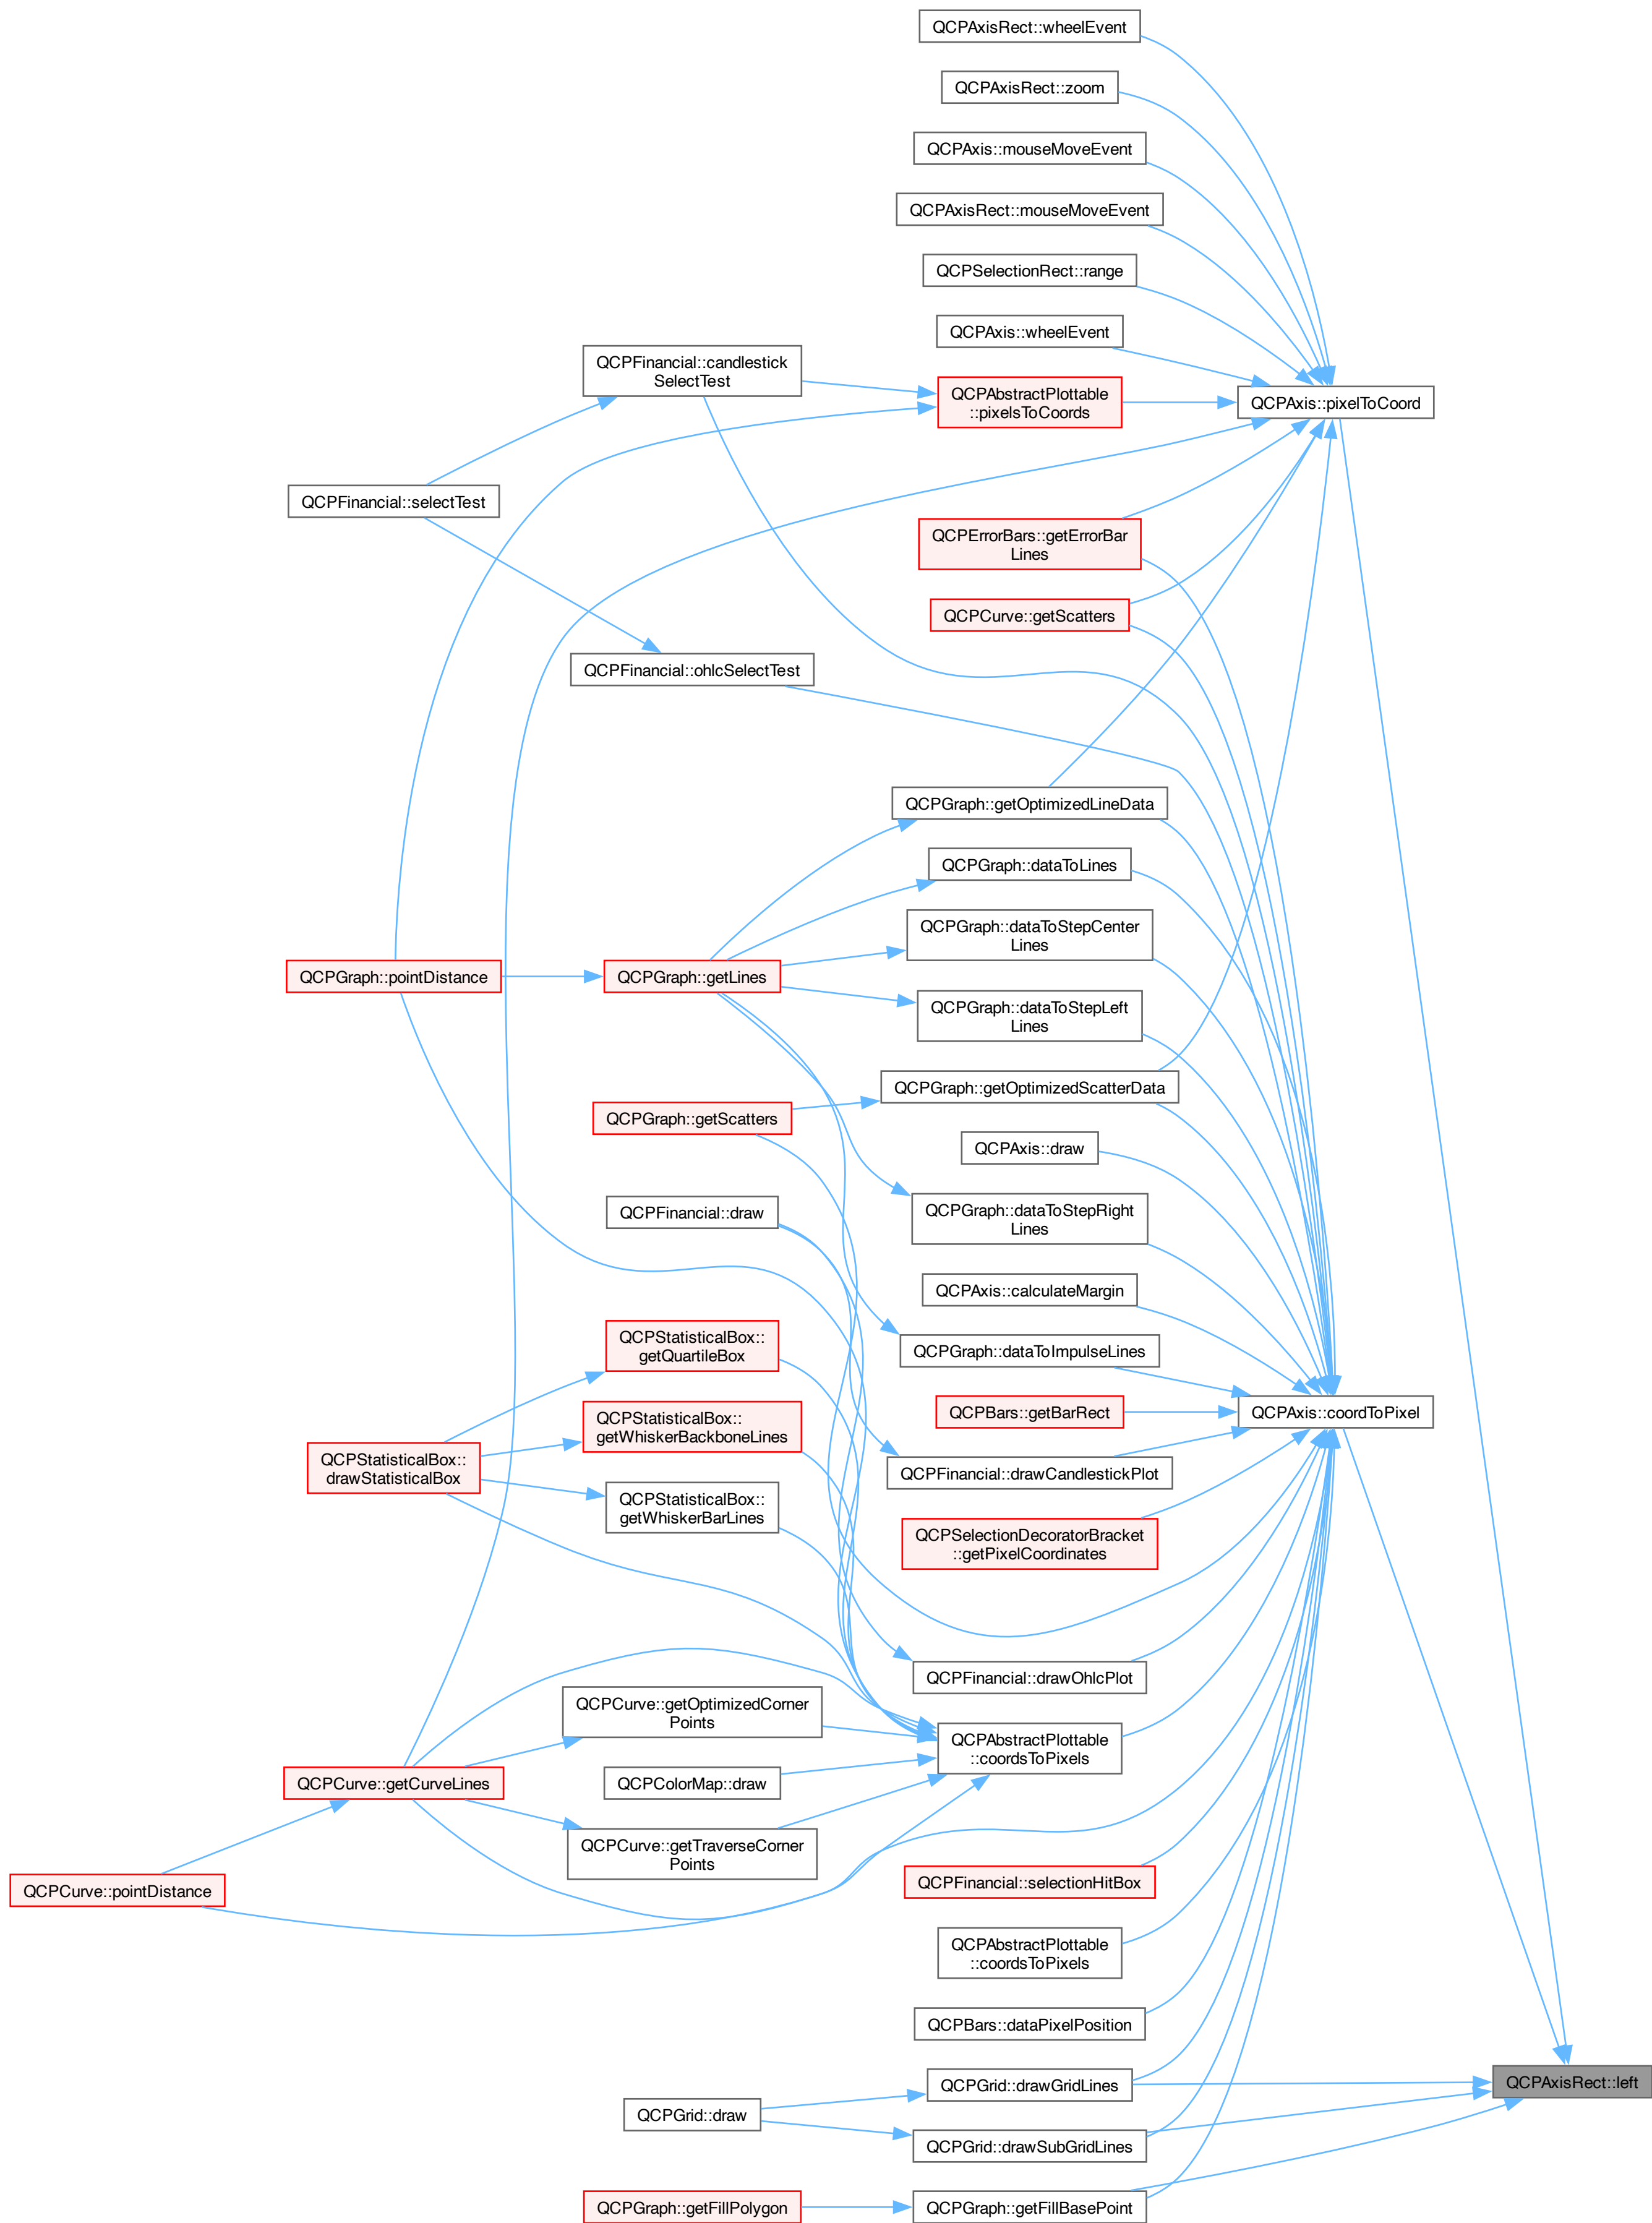 QCPAxisRect::wheelEvent
QCPAxisRect::zoom
QCPAxis::mouseMoveEvent
QCPAxisRect::mouseMoveEvent
QCPSelectionRect::range
QCPAxis::wheelEvent
QCPFinancial::candlestick
SelectTest
QCPAbstractPlottable
::pixelsToCoords
QCPAxis::pixelToCoord
QCPFinancial::selectTest
QCPErrorBars::getErrorBar
Lines
QCPCurve::getScatters
QCPFinancial::ohlcSelectTest
QCPGraph::getOptimizedLineData
QCPGraph::dataToLines
QCPGraph::dataToStepCenter
Lines
QCPGraph::pointDistance
QCPGraph::getLines
QCPGraph::dataToStepLeft
Lines
QCPGraph::getOptimizedScatterData
QCPGraph::getScatters
QCPAxis::draw
QCPFinancial::draw
QCPGraph::dataToStepRight
Lines
QCPAxis::calculateMargin
QCPStatisticalBox::
getQuartileBox
QCPGraph::dataToImpulseLines
QCPBars::getBarRect
QCPAxis::coordToPixel
QCPStatisticalBox::
getWhiskerBackboneLines
QCPStatisticalBox::
drawStatisticalBox
QCPFinancial::drawCandlestickPlot
QCPStatisticalBox::
getWhiskerBarLines
QCPSelectionDecoratorBracket
::getPixelCoordinates
QCPFinancial::drawOhlcPlot
QCPCurve::getOptimizedCorner
Points
QCPAbstractPlottable
::coordsToPixels
QCPCurve::getCurveLines
QCPColorMap::draw
QCPCurve::getTraverseCorner
Points
QCPCurve::pointDistance
QCPFinancial::selectionHitBox
QCPAbstractPlottable
::coordsToPixels
QCPBars::dataPixelPosition
QCPAxisRect::left
QCPGrid::drawGridLines
QCPGrid::draw
QCPGrid::drawSubGridLines
QCPGraph::getFillPolygon
QCPGraph::getFillBasePoint